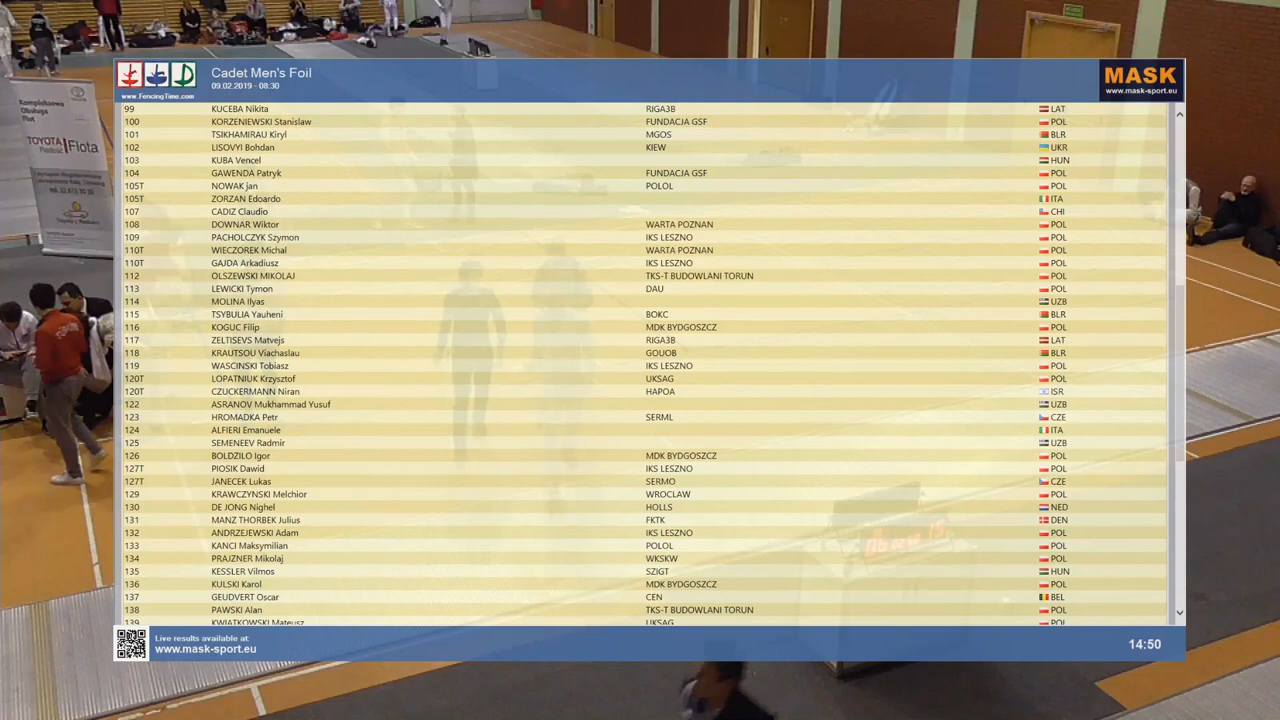 Kompleksowa
Obsługa
Flot
TOYOTA
TOYOTA Flota
Cadet Men's Foil
09.02.2019 - 08:30
www.FencingTime.com
MASK
www.mask-sport.eu
99 KUCEBA Nikita RIGA3B LAT
100 KORZENIEWSKI Stanislaw FUNDACJA GSF POL
101 TSIKHAMIRAU Kiryl MGOS BLR
102 LISOVYI Bohdan KIEW UKR
103 KUBA Vencel HUN
104 GAWENDA Patryk FUNDACJA GSF POL
105T NOWAK jan POLOL POL
105T ZORZAN Edoardo ITA
107 CADIZ Claudio CHI
108 DOWNAR Wiktor WARTA POZNAN POL
109 PACHOLCZYK Szymon IKS LESZNO POL
110T WIECZOREK Michal WARTA POZNAN POL
110T GAJDA Arkadiusz IKS LESZNO POL
112 OLSZEWSKI MIKOLAJ TKS-T BUDOWLANI TORUN POL
113 LEWICKI Tymon DAU POL
114 MOLINA Ilyas UZB
115 TSYBULIA Yauheni BOKC BLR
116 KOGUC Filip MDK BYDGOSZCZ POL
117 ZELTISEVS Matvejs RIGA3B LAT
118 KRAUTSOU Viachaslau GOUOB BLR
119 WASCINSKI Tobiasz IKS LESZNO POL
120T LOPATNIUK Krzysztof UKSAG POL
120T CZUCKERMANN Niran HAPOA ISR
122 ASRANOV Mukhammad Yusuf UZB
123 HROMADKA Petr SERML CZE
124 ALFIERI Emanuele ITA
125 SEMENEEV Radmir UZB
126 BOLDZILO Igor MDK BYDGOSZCZ POL
127T PIOSIK Dawid IKS LESZNO POL
127T JANECEK Lukas SERMO CZE
129 KRAWCZYNSKI Melchior WROCLAW POL
130 DE JONG Nighel HOLLS NED
131 MANZ THORBEK Julius FKTK DEN
132 ANDRZEJEWSKI Adam IKS LESZNO POL
133 KANCI Maksymilian POLOL POL
134 PRAJZNER Mikolaj WKSKW POL
135 KESSLER Vilmos SZIGT HUN
136 KULSKI Karol MDK BYDGOSZCZ POL
137 GEUDVERT Oscar CEN BEL
138 PAWSKI Alan TKS-T BUDOWLANI TORUN POL
139 KWIATKOWSKI Mateusz UKSAG POL
Live results available at:
www.mask-sport.eu
14:50